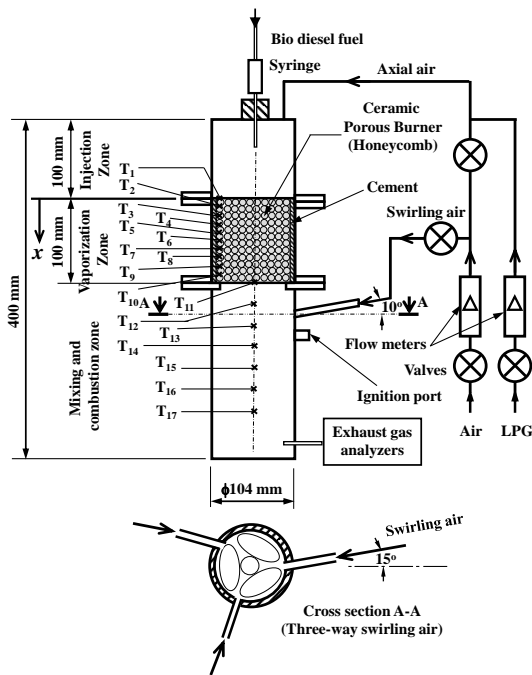 Bio diesel fuel
Syringe
Axial air
Ceramic
Porous Burner
(Honeycomb)
Cement
Swirling air
400 mm
100 mm
Injection
Zone
100 mm
Vaporization
Zone
x
Mixing and
combustion zone
T1
T2
T3
T4
T5
T6
T7
T8
T9
T10
A
T11
T12
T13
T14
T15
T16
T17
10o
A
Flow meters
Valves
Ignition port
Air
LPG
Exhaust gas
analyzers
ϕ104 mm
Swirling air
15o
Cross section A-A
(Three-way swirling air)